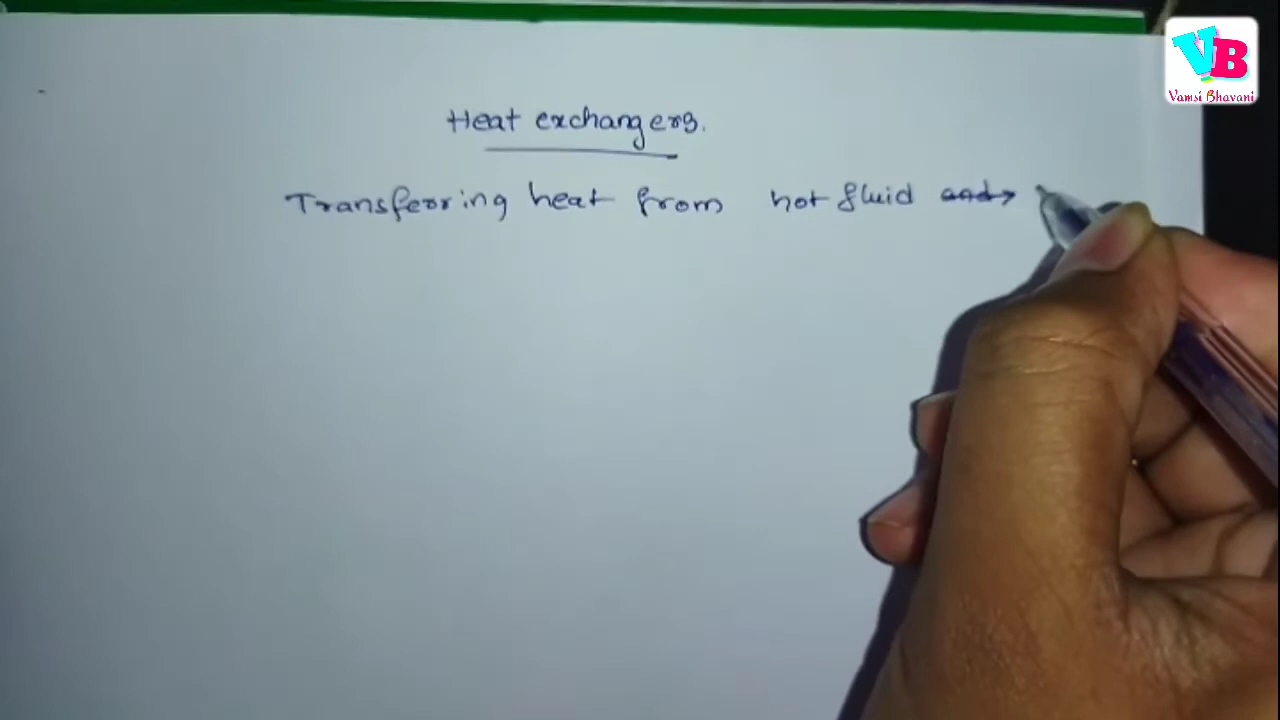 VB
Vamsi Bhavani
Heat exchangers.
Transferring heat from hot fluid